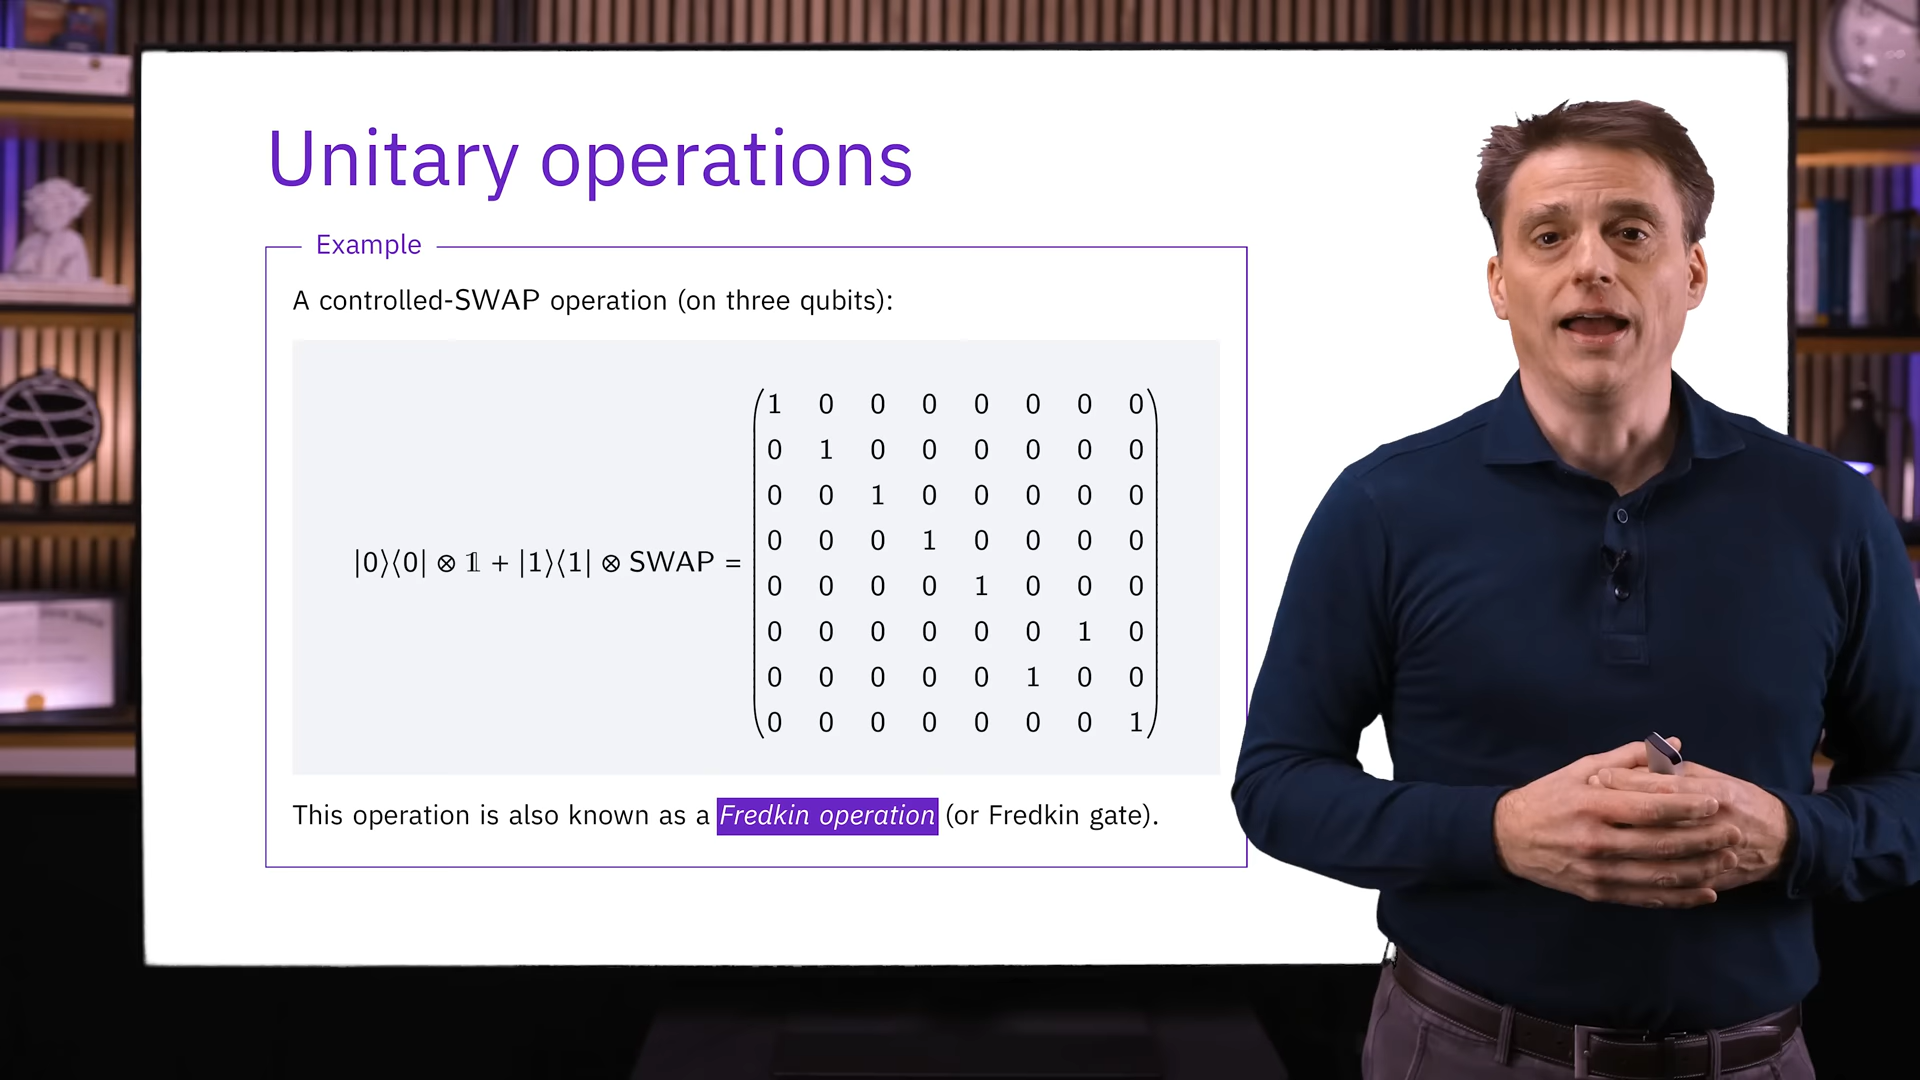 Unitary operations
Example
A controlled-SWAP operation (on three qubits):
|0⟩⟨0| ⊗ 𝟙 + |1⟩⟨1| ⊗ SWAP =
1 0 0 0 0 0 0 0
0 1 0 0 0 0 0 0
0 0 1 0 0 0 0 0
0 0 0 1 0 0 0 0
0 0 0 0 1 0 0 0
0 0 0 0 0 0 1 0
0 0 0 0 0 1 0 0
0 0 0 0 0 0 0 1
This operation is also known as a Fredkin operation (or Fredkin gate).